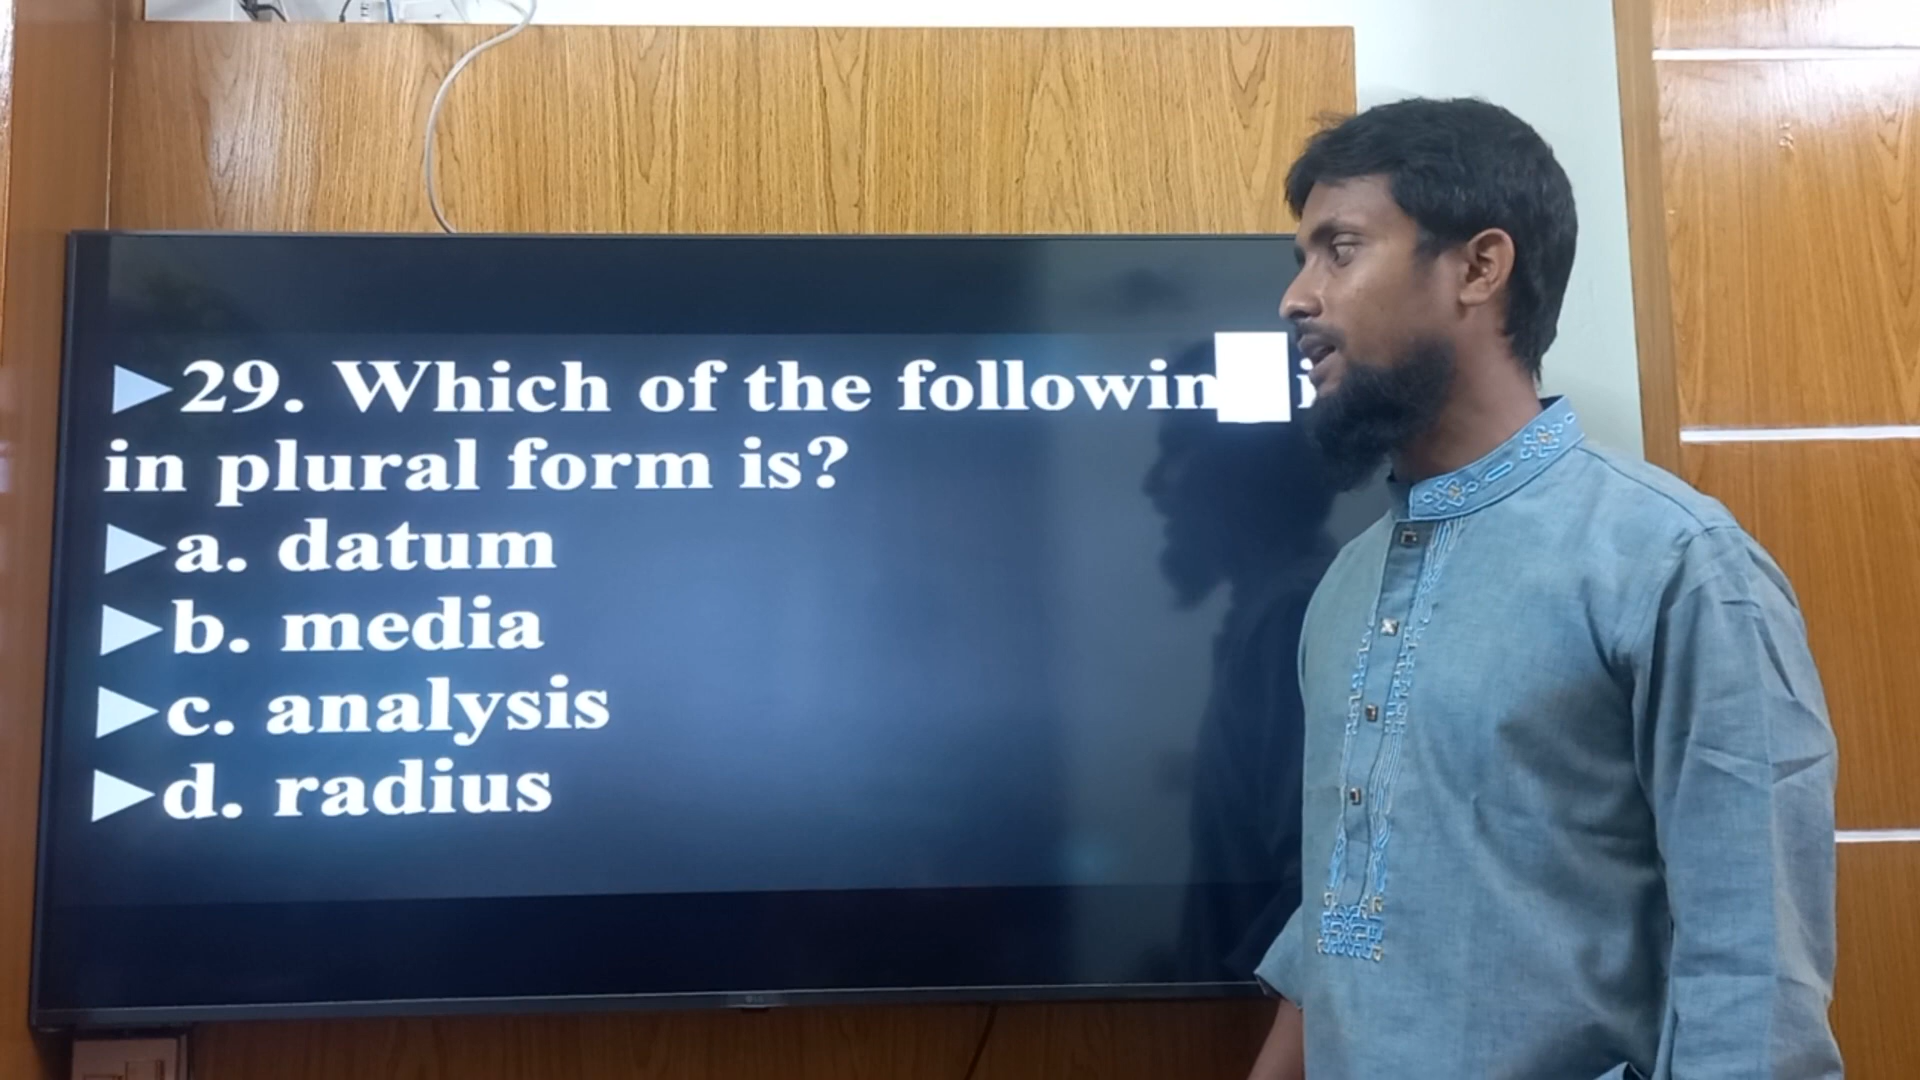 ►29. Which of the followin
in plural form is?
►a. datum
►b. media
►c. analysis
►d. radius